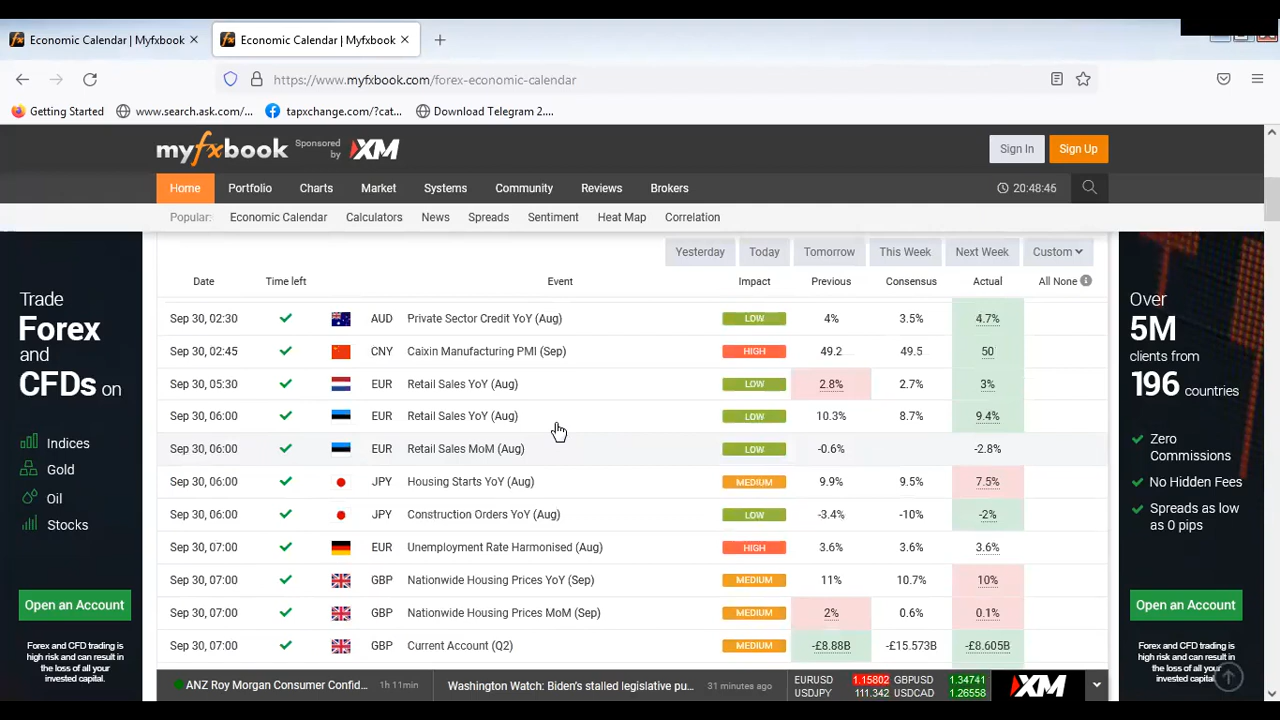 Economic Calendar | Myfxbook
Economic Calendar | Myfxbook
https://www.myfxbook.com/forex-economic-calendar
Getting Started
www.search.ask.com/...
tapxchange.com/?cat...
Download Telegram 2....
myfxbook
Sponsored by
XM
Sign In
Sign Up
Home Portfolio Charts Market Systems Community Reviews Brokers
20:48:46
Popular: Economic Calendar Calculators News Spreads Sentiment Heat Map Correlation
Yesterday Today Tomorrow This Week Next Week Custom
Date Time left Event Impact Previous Consensus Actual All None
Sep 30, 02:30 AUD Private Sector Credit YoY (Aug) LOW 4% 3.5% 4.7%
Sep 30, 02:45 CNY Caixin Manufacturing PMI (Sep) HIGH 49.2 49.5 50
Sep 30, 05:30 EUR Retail Sales YoY (Aug) LOW 2.8% 2.7% 3%
Sep 30, 06:00 EUR Retail Sales YoY (Aug) LOW 10.3% 8.7% 9.4%
Sep 30, 06:00 EUR Retail Sales MoM (Aug) LOW -0.6% -2.8%
Sep 30, 06:00 JPY Housing Starts YoY (Aug) MEDIUM 9.9% 9.5% 7.5%
Sep 30, 06:00 JPY Construction Orders YoY (Aug) LOW -3.4% -10% -2%
Sep 30, 07:00 EUR Unemployment Rate Harmonised (Aug) HIGH 3.6% 3.6% 3.6%
Sep 30, 07:00 GBP Nationwide Housing Prices YoY (Sep) MEDIUM 11% 10.7% 10%
Sep 30, 07:00 GBP Nationwide Housing Prices MoM (Sep) MEDIUM 2% 0.6% 0.1%
Sep 30, 07:00 GBP Current Account (Q2) MEDIUM -£8.88B -£15.573B -£8.605B
Trade
Forex
and
CFDs on
Indices
Gold
Oil
Stocks
Open an Account
Forex and CFD trading is
high risk and can result in
the loss of all your
invested capital.
Over
5M
clients from
196 countries
Zero
Commissions
No Hidden Fees
Spreads as low
as 0 pips
Open an Account
Forex and CFD trading is
high risk and can result in
the loss of all your
invested capital.
ANZ Roy Morgan Consumer Confid... 1h 11min
Washington Watch: Biden's stalled legislative pu... 31 minutes ago
EURUSD 1.15802 GBPUSD 1.34741
USDJPY 111.342 USDCAD 1.26558
XM